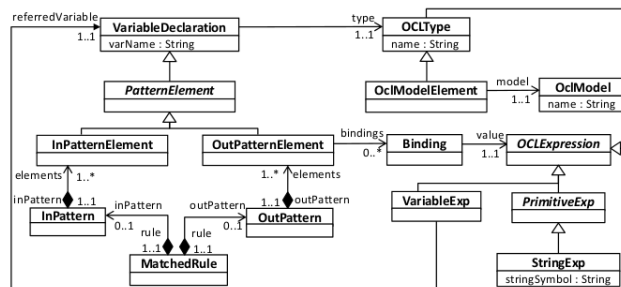 referredVariable
VariableDeclaration
type
OCLType
1..1
varName : String
1..1
name : String
PatternElement
OclModelElement
model
OclModel
1..1
name : String
InPatternElement
OutPatternElement
bindings
Binding
value
OCLExpression
0..*
1..1
elements
1..*
1..*
elements
inPattern
1..1
inPattern
outPattern
1..1
outPattern
VariableExp
PrimitiveExp
InPattern
0..1
0..1
OutPattern
rule
rule
1..1
1..1
MatchedRule
StringExp
stringSymbol : String